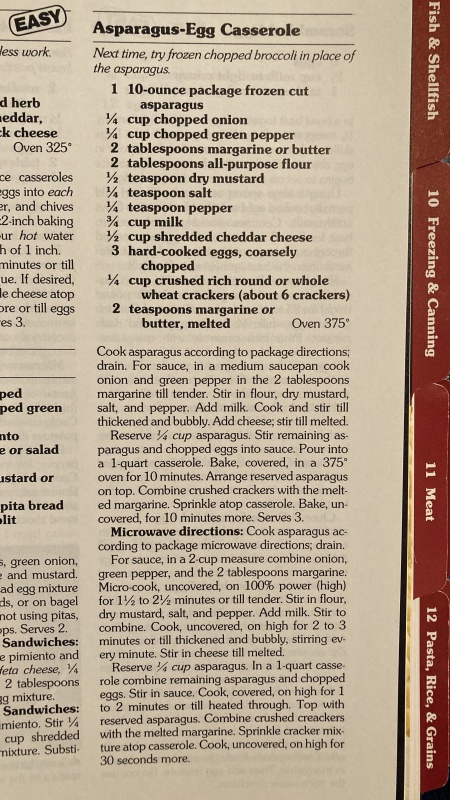 EASY
less work.
d herb
heddar,
ck cheese
Oven 325°
ce casseroles
eggs into each
er, and chives
2-inch baking
ur hot water
h of 1 inch.
minutes or till
ue. If desired,
le cheese atop
ore or till eggs
es 3.
ped
ped green
nto
e or salad
ustard or
pita bread
olit
s, green onion,
e and mustard.
ad egg mixture
ds, or on bagel
not using pitas,
ops. Serves 2.
Sandwiches:
e pimiento and
feta cheese, ¼
2 tablespoons
gg mixture.
Sandwiches:
imiento. Stir ¼
cup shredded
mixture. Substi-
Asparagus-Egg Casserole
Next time, try frozen chopped broccoli in place of
the asparagus.
1 10-ounce package frozen cut
asparagus
¼ cup chopped onion
¼ cup chopped green pepper
2 tablespoons margarine or butter
2 tablespoons all-purpose flour
½ teaspoon dry mustard
¼ teaspoon salt
¼ teaspoon pepper
¾ cup milk
½ cup shredded cheddar cheese
3 hard-cooked eggs, coarsely
chopped
¼ cup crushed rich round or whole
wheat crackers (about 6 crackers)
2 teaspoons margarine or
butter, melted Oven 375°
Cook asparagus according to package directions;
drain. For sauce, in a medium saucepan cook
onion and green pepper in the 2 tablespoons
margarine till tender. Stir in flour, dry mustard,
salt, and pepper. Add milk. Cook and stir till
thickened and bubbly. Add cheese; stir till melted.
Reserve ¼ cup asparagus. Stir remaining as-
paragus and chopped eggs into sauce. Pour into
a 1-quart casserole. Bake, covered, in a 375°
oven for 10 minutes. Arrange reserved asparagus
on top. Combine crushed crackers with the melt-
ed margarine. Sprinkle atop casserole. Bake, un-
covered, for 10 minutes more. Serves 3.
Microwave directions: Cook asparagus ac-
cording to package microwave directions; drain.
For sauce, in a 2-cup measure combine onion,
green pepper, and the 2 tablespoons margarine.
Micro-cook, uncovered, on 100% power (high)
for 1½ to 2½ minutes or till tender. Stir in flour,
dry mustard, salt, and pepper. Add milk. Stir to
combine. Cook, uncovered, on high for 2 to 3
minutes or till thickened and bubbly, stirring ev-
ery minute. Stir in cheese till melted.
Reserve ¼ cup asparagus. In a 1-quart casse-
role combine remaining asparagus and chopped
eggs. Stir in sauce. Cook, covered, on high for 1
to 2 minutes or till heated through. Top with
reserved asparagus. Combine crushed creackers
with the melted margarine. Sprinkle cracker mix-
ture atop casserole. Cook, uncovered, on high for
30 seconds more.
Fish & Shellfish
10 Freezing & Canning
11 Meat
12 Pasta, Rice, & Grains